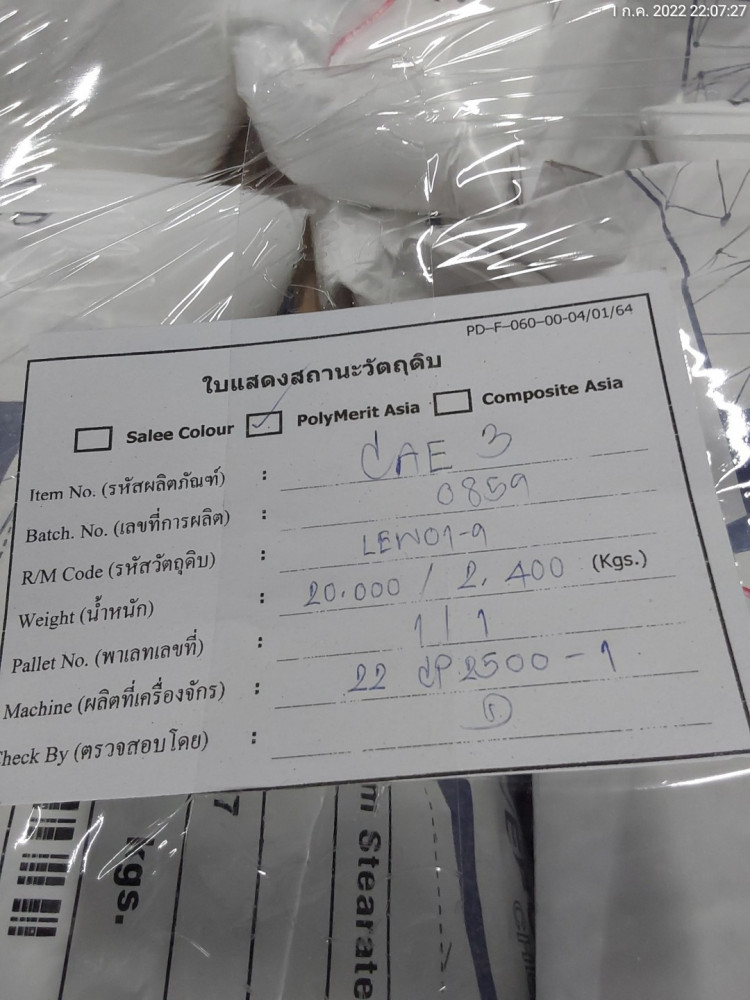 1 ก.ค. 2022 22:07:27
PD-F-060-00-04/01/64
ใบแสดงสถานะวัตถุดิบ
Salee Colour PolyMerit Asia Composite Asia
Item No. (รหัสผลิตภัณฑ์) : CAE 3
Batch. No. (เลขที่การผลิต) : 0859
R/M Code (รหัสวัตถุดิบ) : LEW01-9
Weight (น้ำหนัก) : 20.000 / 2,400 (Kgs.)
Pallet No. (พาเลทเลขที่) : 1/1
Machine (ผลิตที่เครื่องจักร) : 22 CP2500-1
Check By (ตรวจสอบโดย) :
kgs.
7
Stearate